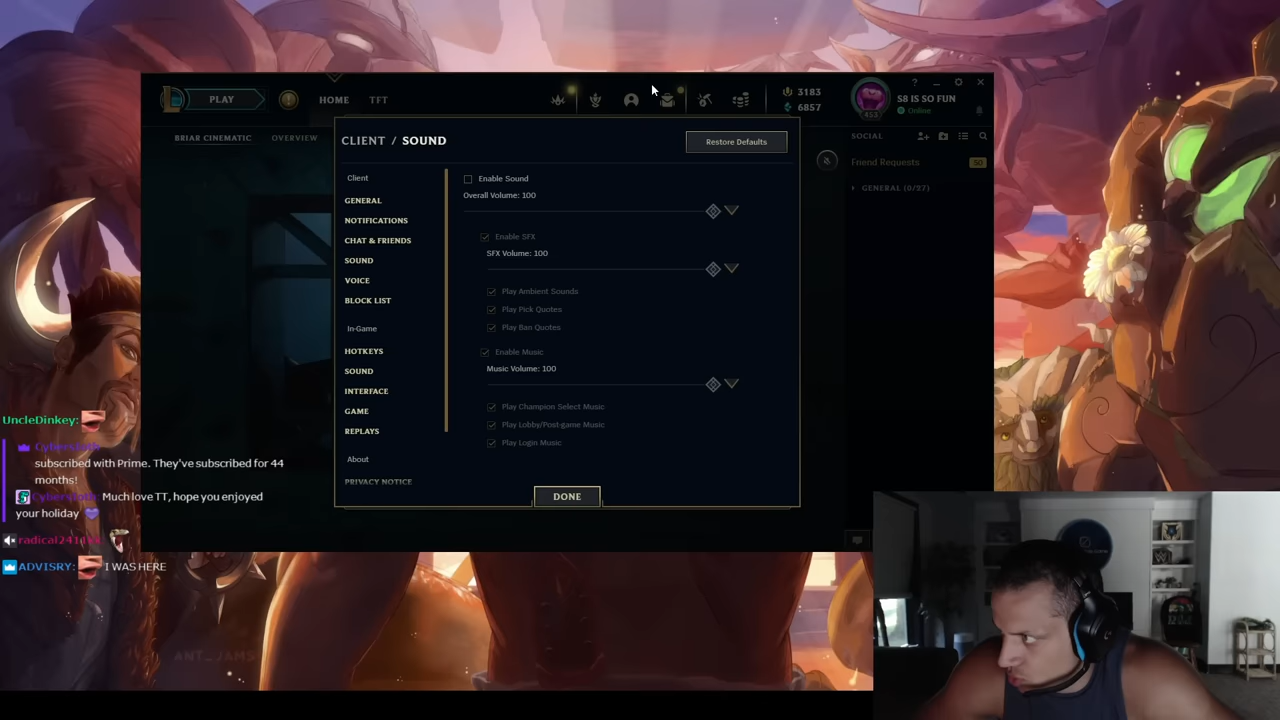 PLAY
HOME
TFT
3183
6857
S8 IS SO FUN
Online
453
BRIAR CINEMATIC
OVERVIEW
SOCIAL
Friend Requests
50
GENERAL (0/27)
CLIENT / SOUND
Restore Defaults
Client
GENERAL
NOTIFICATIONS
CHAT & FRIENDS
SOUND
VOICE
BLOCK LIST
In-Game
HOTKEYS
SOUND
INTERFACE
GAME
REPLAYS
About
PRIVACY NOTICE
Enable Sound
Overall Volume: 100
Enable SFX
SFX Volume: 100
Play Ambient Sounds
Play Pick Quotes
Play Ban Quotes
Enable Music
Music Volume: 100
Play Champion Select Music
Play Lobby/Post-game Music
Play Login Music
DONE
UncleDinkey:
subscribed with Prime. They've subscribed for 44
months!
Much love TT, hope you enjoyed
your holiday
ADVISRY: I WAS HERE
ANT_JAMS